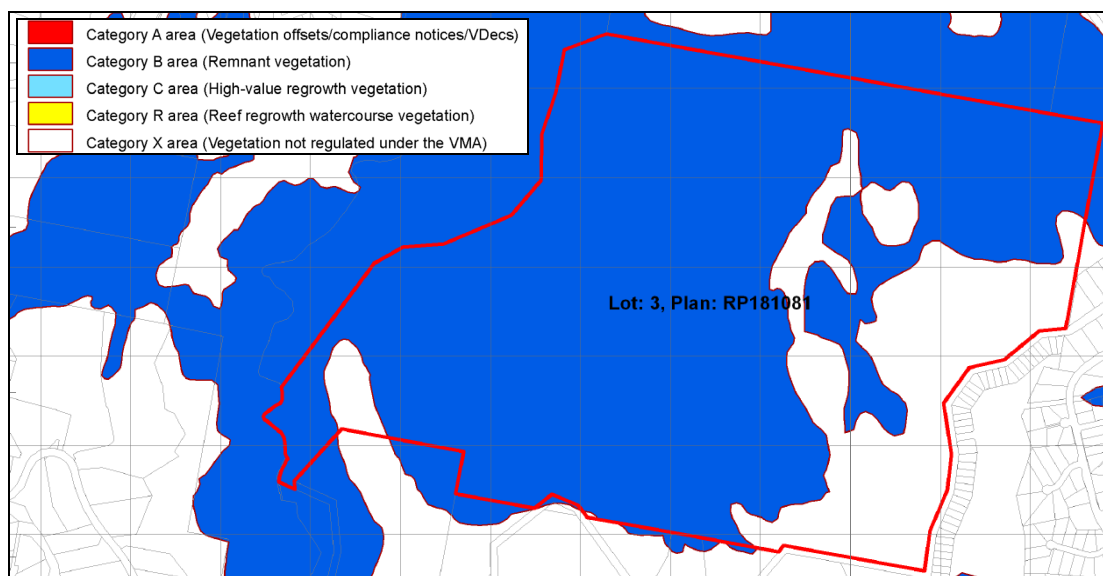 Category A area (Vegetation offsets/compliance notices/VDecs)
Category B area (Remnant vegetation)
Category C area (High-value regrowth vegetation)
Category R area (Reef regrowth watercourse vegetation)
Category X area (Vegetation not regulated under the VMA)
Lot: 3, Plan: RP181081